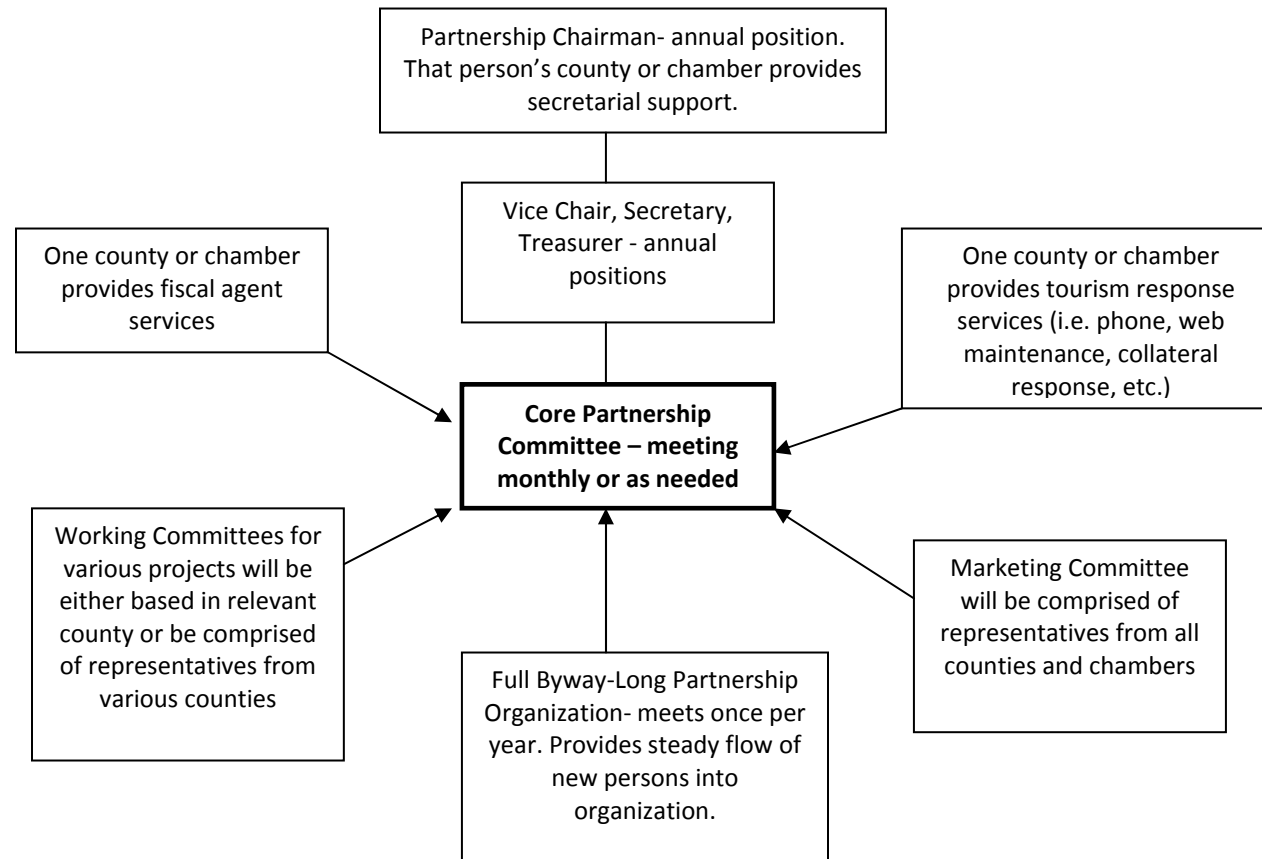 Partnership Chairman- annual position.
That person’s county or chamber provides
secretarial support.
Vice Chair, Secretary,
Treasurer - annual
positions
One county or chamber
provides fiscal agent
services
One county or chamber
provides tourism response
services (i.e. phone, web
maintenance, collateral
response, etc.)
Core Partnership
Committee – meeting
monthly or as needed
Working Committees for
various projects will be
either based in relevant
county or be comprised
of representatives from
various counties
Full Byway-Long Partnership
Organization- meets once per
year. Provides steady flow of
new persons into
organization.
Marketing Committee
will be comprised of
representatives from all
counties and chambers